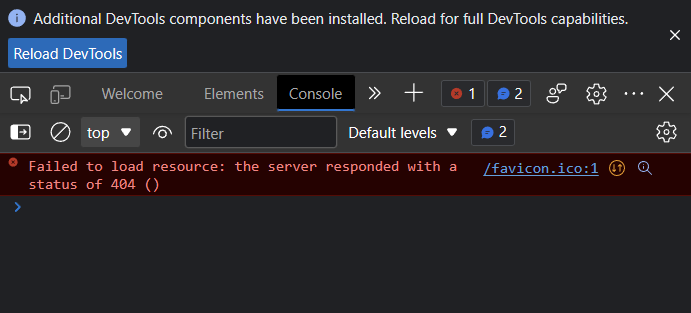 Additional DevTools components have been installed. Reload for full DevTools capabilities.
Reload DevTools
Welcome Elements Console 1 2
top Filter Default levels 2
Failed to load resource: the server responded with a /favicon.ico:1
status of 404 ()